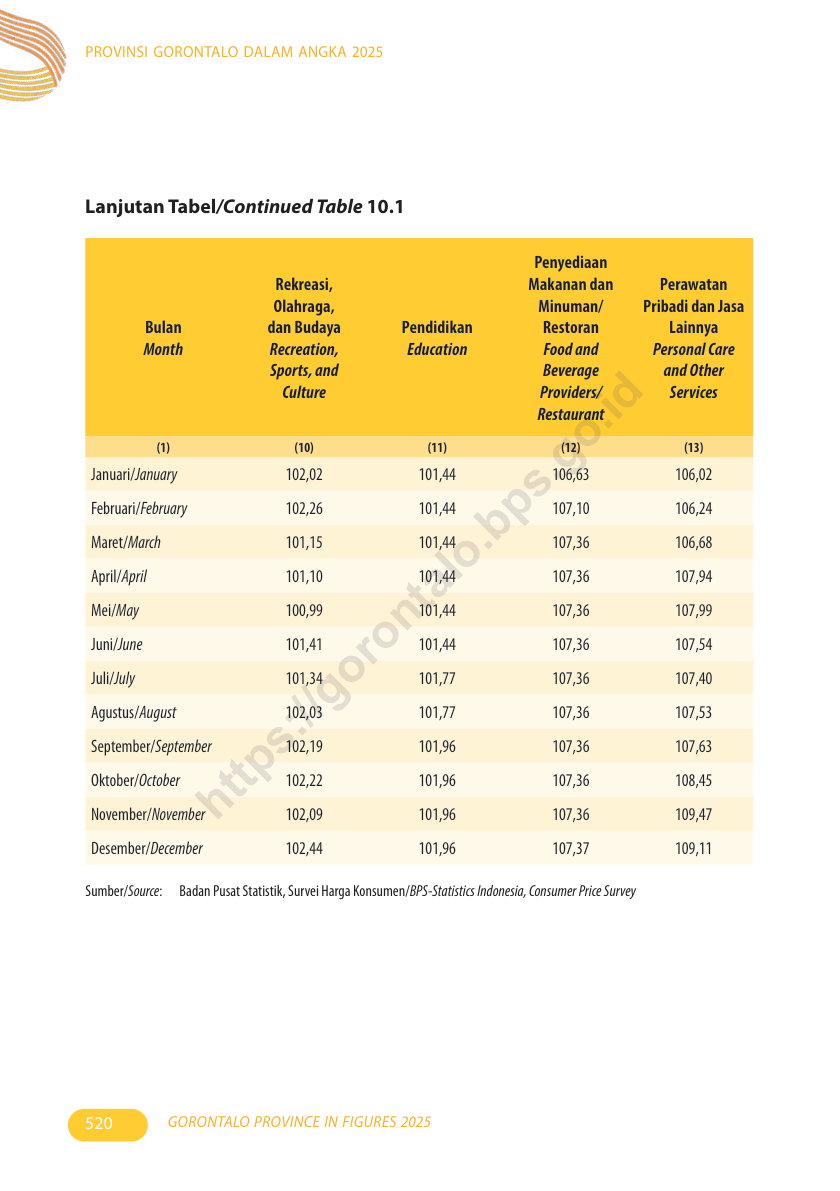 PROVINSI GORONTALO DALAM ANGKA 2025
Lanjutan Tabel/Continued Table 10.1
Bulan
Month
Rekreasi,
Olahraga,
dan Budaya
Recreation,
Sports, and
Culture
Pendidikan
Education
Penyediaan
Makanan dan
Minuman/
Restoran
Food and
Beverage
Providers/
Restaurant
Perawatan
Pribadi dan Jasa
Lainnya
Personal Care
and Other
Services
(1) (10) (11) (12) (13)
Januari/January 102,02 101,44 106,63 106,02
Februari/February 102,26 101,44 107,10 106,24
Maret/March 101,15 101,44 107,36 106,68
April/April 101,10 101,44 107,36 107,94
Mei/May 100,99 101,44 107,36 107,99
Juni/June 101,41 101,44 107,36 107,54
Juli/July 101,34 101,77 107,36 107,40
Agustus/August 102,03 101,77 107,36 107,53
September/September 102,19 101,96 107,36 107,63
Oktober/October 102,22 101,96 107,36 108,45
November/November 102,09 101,96 107,36 109,47
Desember/December 102,44 101,96 107,37 109,11
Sumber/Source: Badan Pusat Statistik, Survei Harga Konsumen/BPS-Statistics Indonesia, Consumer Price Survey
https://gorontalo.bps.go.id
520 GORONTALO PROVINCE IN FIGURES 2025